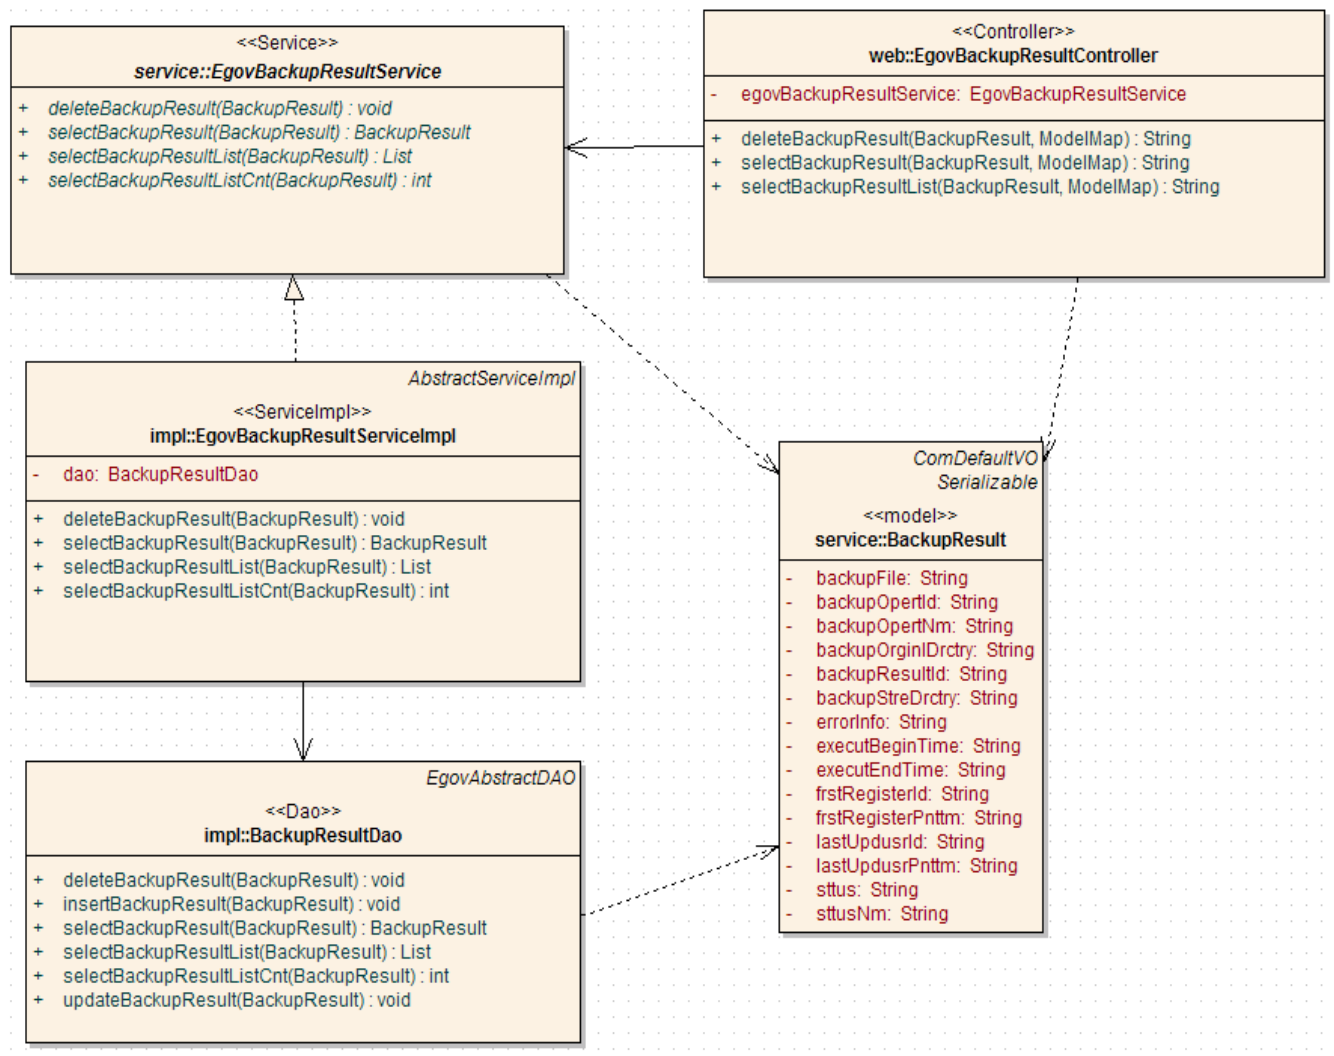 <<Service>>
service::EgovBackupResultService
+ deleteBackupResult(BackupResult) : void
+ selectBackupResult(BackupResult) : BackupResult
+ selectBackupResultList(BackupResult) : List
+ selectBackupResultListCnt(BackupResult) : int
<<Controller>>
web::EgovBackupResultController
- egovBackupResultService: EgovBackupResultService
+ deleteBackupResult(BackupResult, ModelMap) : String
+ selectBackupResult(BackupResult, ModelMap) : String
+ selectBackupResultList(BackupResult, ModelMap) : String
AbstractServiceImpl
<<ServiceImpl>>
impl::EgovBackupResultServiceImpl
- dao: BackupResultDao
+ deleteBackupResult(BackupResult) : void
+ selectBackupResult(BackupResult) : BackupResult
+ selectBackupResultList(BackupResult) : List
+ selectBackupResultListCnt(BackupResult) : int
ComDefaultVO
Serializable
<<model>>
service::BackupResult
- backupFile: String
- backupOpertId: String
- backupOpertNm: String
- backupOrginlDrctry: String
- backupResultId: String
- backupStreDrctry: String
- errorInfo: String
- executBeginTime: String
- executEndTime: String
- frstRegisterId: String
- frstRegisterPnttm: String
- lastUpdusrId: String
- lastUpdusrPnttm: String
- sttus: String
- sttusNm: String
EgovAbstractDAO
<<Dao>>
impl::BackupResultDao
+ deleteBackupResult(BackupResult) : void
+ insertBackupResult(BackupResult) : void
+ selectBackupResult(BackupResult) : BackupResult
+ selectBackupResultList(BackupResult) : List
+ selectBackupResultListCnt(BackupResult) : int
+ updateBackupResult(BackupResult) : void